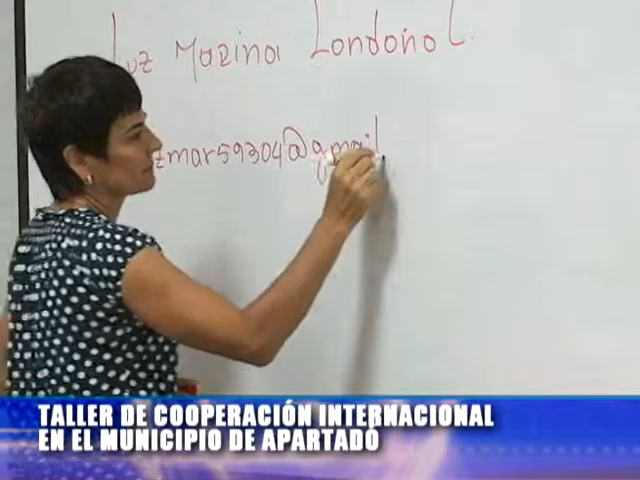 Luz Marina Londoño L.
zmar59304@gmail
TALLER DE COOPERACIÓN INTERNACIONAL
EN EL MUNICIPIO DE APARTADÓ